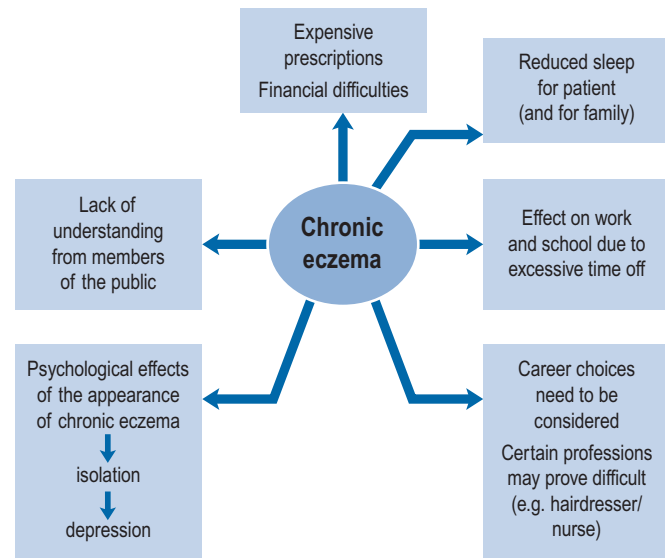 Expensive
prescriptions
Financial difficulties
Reduced sleep
for patient
(and for family)
Lack of
understanding
from members
of the public
Chronic
eczema
Effect on work
and school due to
excessive time off
Psychological effects
of the appearance
of chronic eczema
isolation
depression
Career choices
need to be
considered
Certain professions
may prove difficult
(e.g. hairdresser/
nurse)